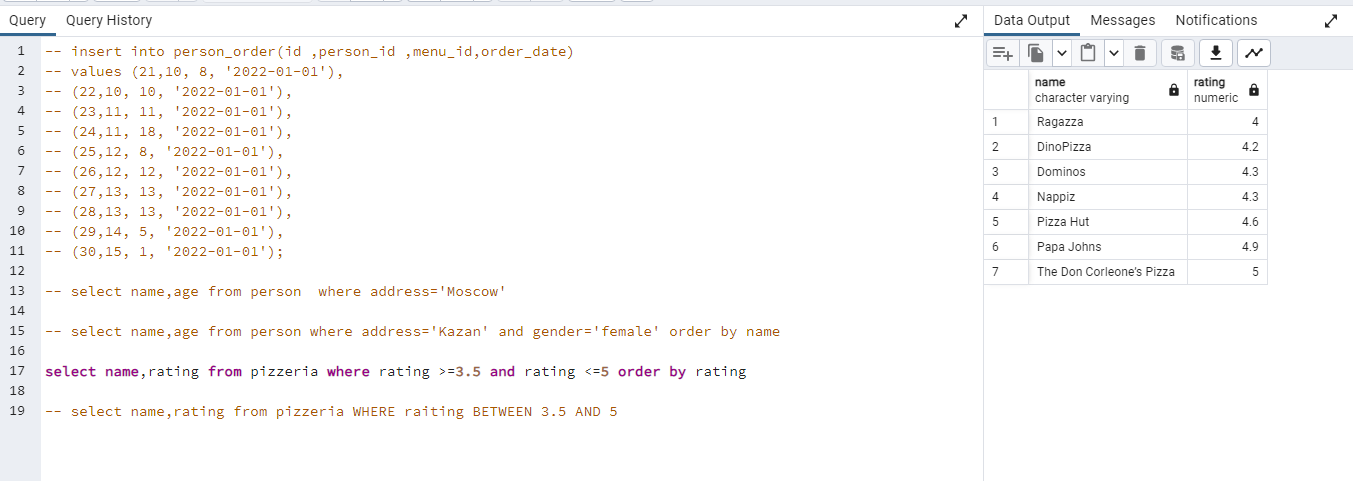 Query Query History
1 -- insert into person_order(id ,person_id ,menu_id,order_date)
2 -- values (21,10, 8, '2022-01-01'),
3 -- (22,10, 10, '2022-01-01'),
4 -- (23,11, 11, '2022-01-01'),
5 -- (24,11, 18, '2022-01-01'),
6 -- (25,12, 8, '2022-01-01'),
7 -- (26,12, 12, '2022-01-01'),
8 -- (27,13, 13, '2022-01-01'),
9 -- (28,13, 13, '2022-01-01'),
10 -- (29,14, 5, '2022-01-01'),
11 -- (30,15, 1, '2022-01-01');
12
13 -- select name,age from person  where address='Moscow'
14
15 -- select name,age from person where address='Kazan' and gender='female' order by name
16
17 select name,rating from pizzeria where rating >=3.5 and rating <=5 order by rating
18
19 -- select name,rating from pizzeria WHERE raiting BETWEEN 3.5 AND 5
Data Output Messages Notifications
name rating
character varying numeric
1 Ragazza 4
2 DinoPizza 4.2
3 Dominos 4.3
4 Nappiz 4.3
5 Pizza Hut 4.6
6 Papa Johns 4.9
7 The Don Corleone's Pizza 5